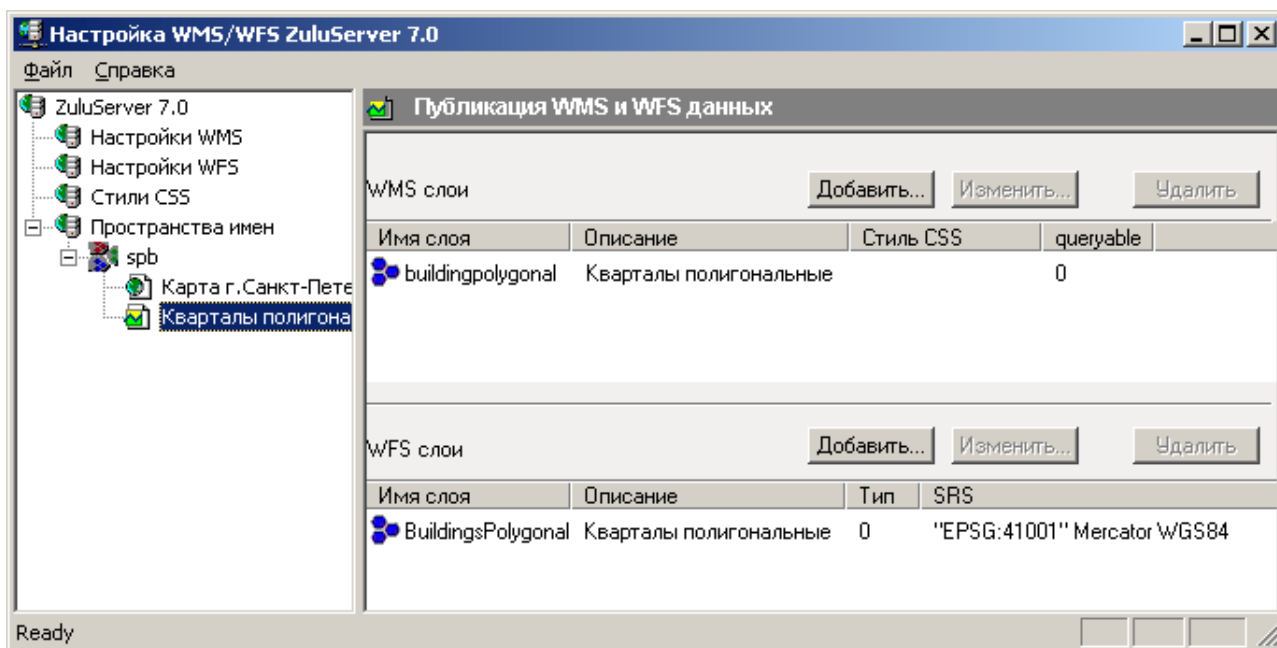 Настройка WMS/WFS ZuluServer 7.0
Файл Справка
ZuluServer 7.0
Настройки WMS
Настройки WFS
Стили CSS
Пространства имен
spb
Карта г.Санкт-Пете
Кварталы полигона
Публикация WMS и WFS данных
WMS слои Добавить... Изменить... Удалить
Имя слоя Описание Стиль CSS queryable
buildingpolygonal Кварталы полигональные 0
WFS слои Добавить... Изменить... Удалить
Имя слоя Описание Тип SRS
BuildingsPolygonal Кварталы полигональные 0 "EPSG:41001" Mercator WGS84
Ready